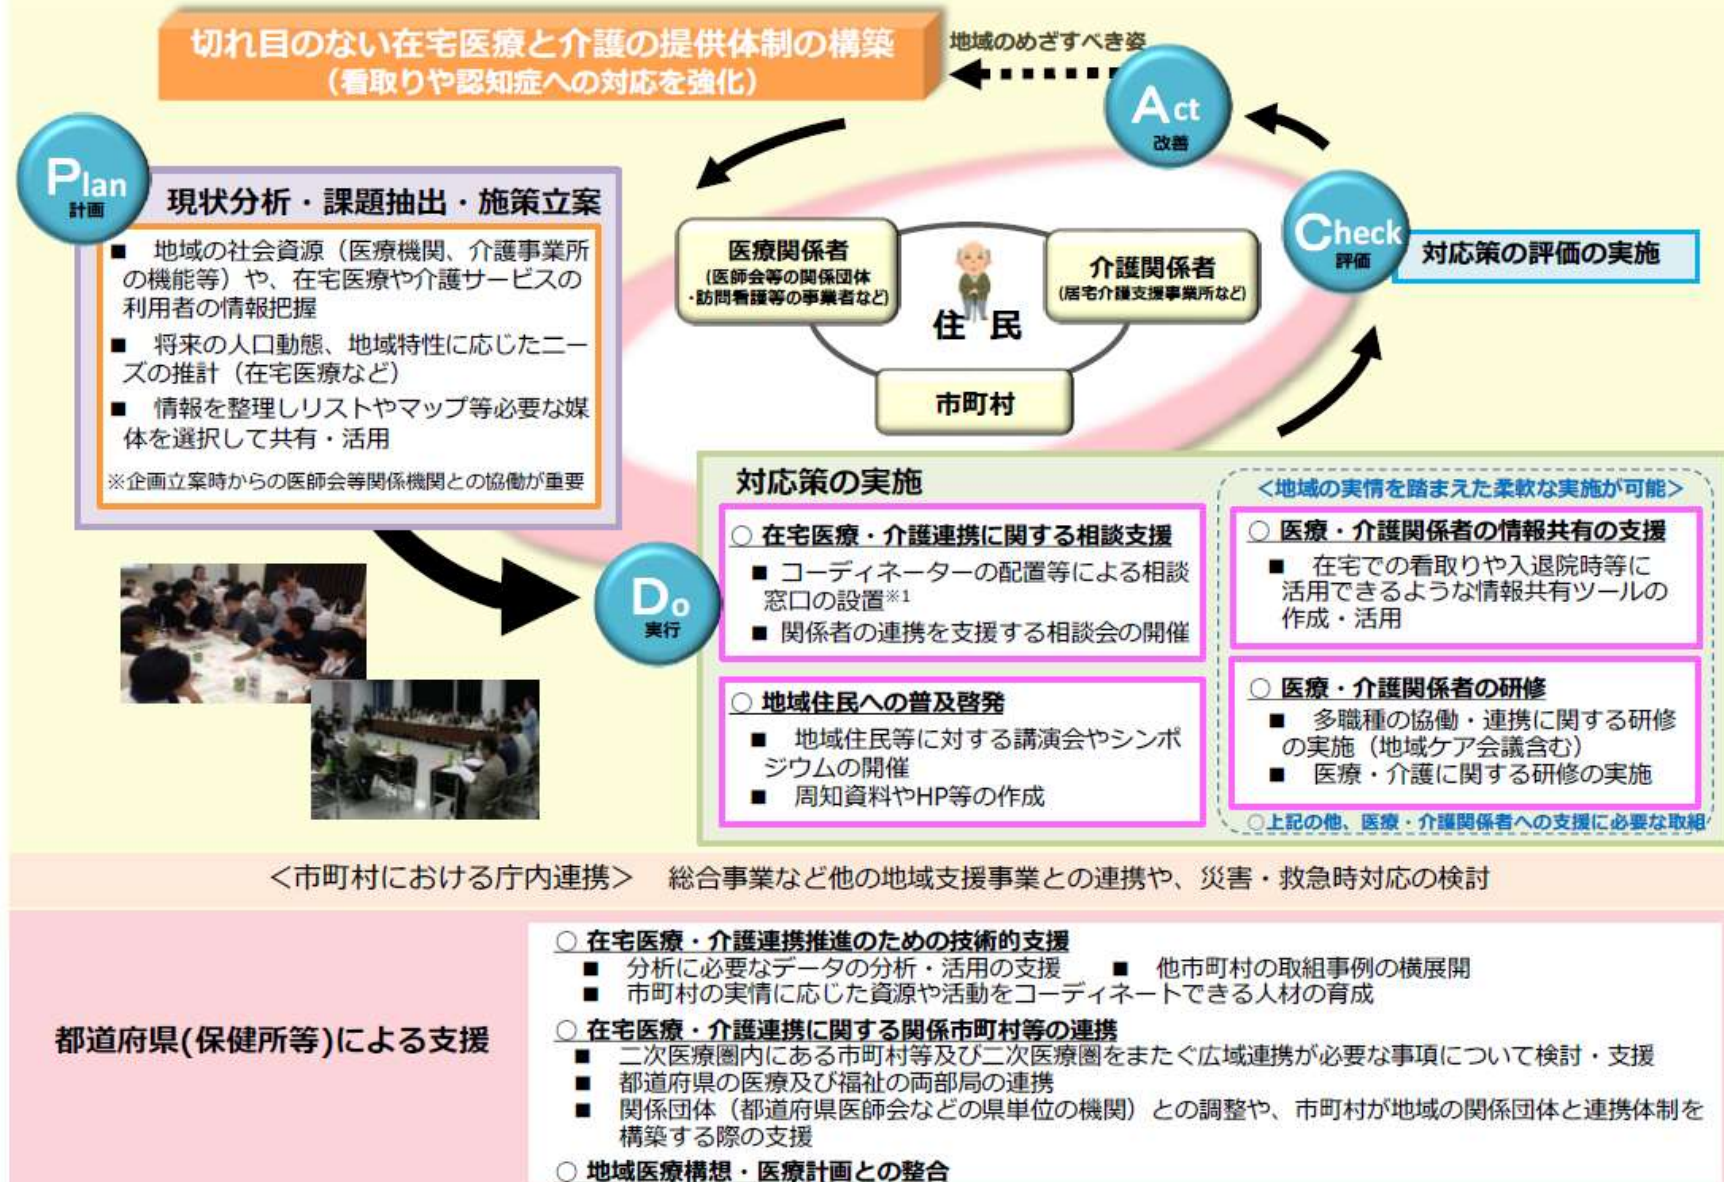 切れ目のない在宅医療と介護の提供体制の構築
(看取りや認知症への対応を強化)
地域のめざすべき姿
Act
改善
Plan
計画
現状分析・課題抽出・施策立案
■ 地域の社会資源（医療機関、介護事業所
の機能等）や、在宅医療や介護サービスの
利用者の情報把握
■ 将来の人口動態、地域特性に応じたニー
ズの推計（在宅医療など）
■ 情報を整理しリストやマップ等必要な媒
体を選択して共有・活用
※企画立案時からの医師会等関係機関との協働が重要
医療関係者
(医師会等の関係団体
・訪問看護等の事業者など)
介護関係者
(居宅介護支援事業所など)
住 民
市町村
Check
評価
対応策の評価の実施
Do
実行
対応策の実施
○ 在宅医療・介護連携に関する相談支援
■ コーディネーターの配置等による相談
窓口の設置※1
■ 関係者の連携を支援する相談会の開催
○ 地域住民への普及啓発
■ 地域住民等に対する講演会やシンポ
ジウムの開催
■ 周知資料やHP等の作成
＜地域の実情を踏まえた柔軟な実施が可能＞
○ 医療・介護関係者の情報共有の支援
■ 在宅での看取りや入退院時等に
活用できるような情報共有ツールの
作成・活用
○ 医療・介護関係者の研修
■ 多職種の協働・連携に関する研修
の実施（地域ケア会議含む）
■ 医療・介護に関する研修の実施
○上記の他、医療・介護関係者への支援に必要な取組
＜市町村における庁内連携＞ 総合事業など他の地域支援事業との連携や、災害・救急時対応の検討
都道府県(保健所等)による支援
○ 在宅医療・介護連携推進のための技術的支援
■ 分析に必要なデータの分析・活用の支援 ■ 他市町村の取組事例の横展開
■ 市町村の実情に応じた資源や活動をコーディネートできる人材の育成
○ 在宅医療・介護連携に関する関係市町村等の連携
■ 二次医療圏内にある市町村等及び二次医療圏をまたぐ広域連携が必要な事項について検討・支援
■ 都道府県の医療及び福祉の両部局の連携
■ 関係団体（都道府県医師会などの県単位の機関）との調整や、市町村が地域の関係団体と連携体制を
構築する際の支援
○ 地域医療構想・医療計画との整合